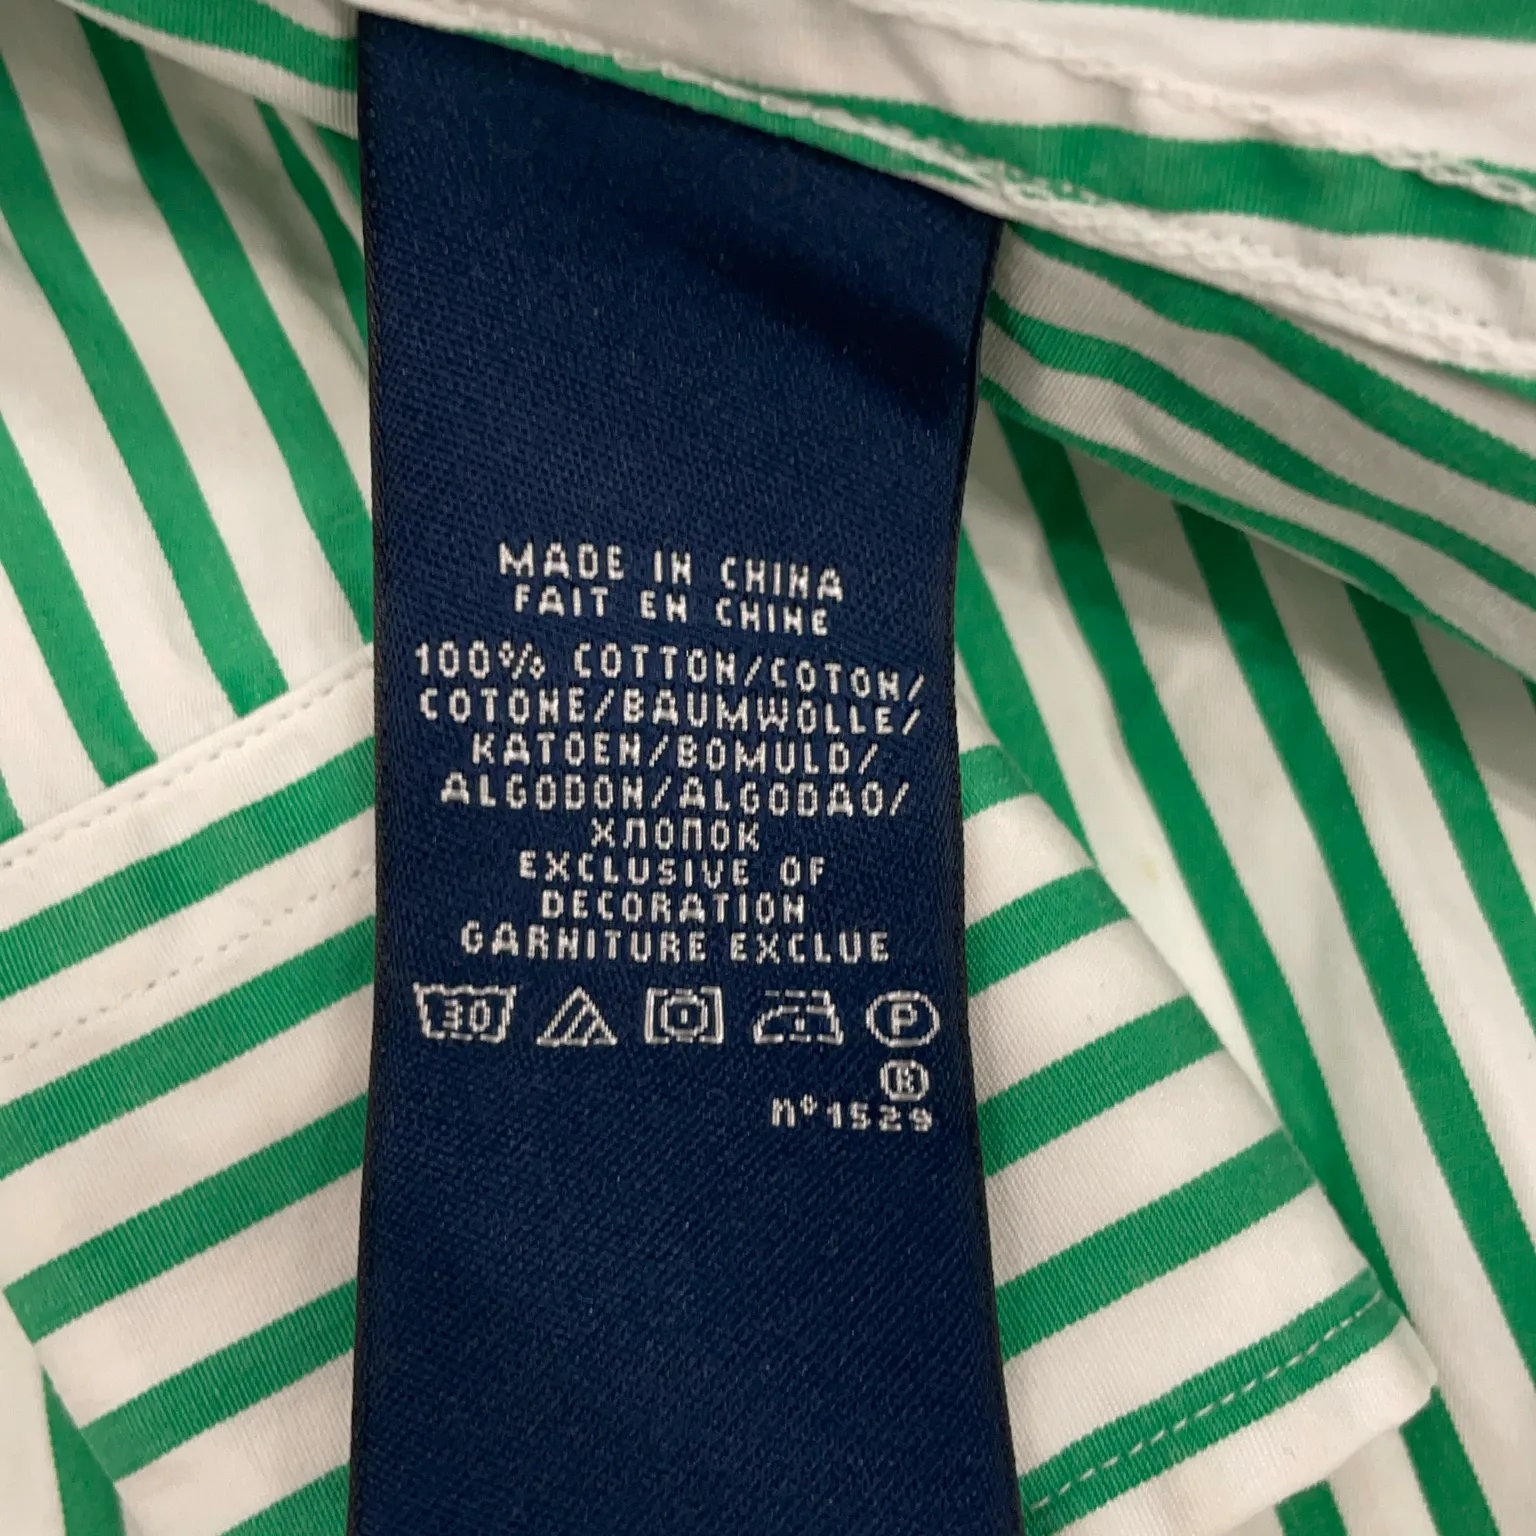 MADE IN CHINA
FAIT EN CHINE
100% COTTON/COTON/
COTONE/BAUMWOLLE/
KATOEN/BOMULD/
ALGODON/ALGODAO/
ХЛОПОК
EXCLUSIVE OF
DECORATION
GARNITURE EXCLUE
30 P
n°1529